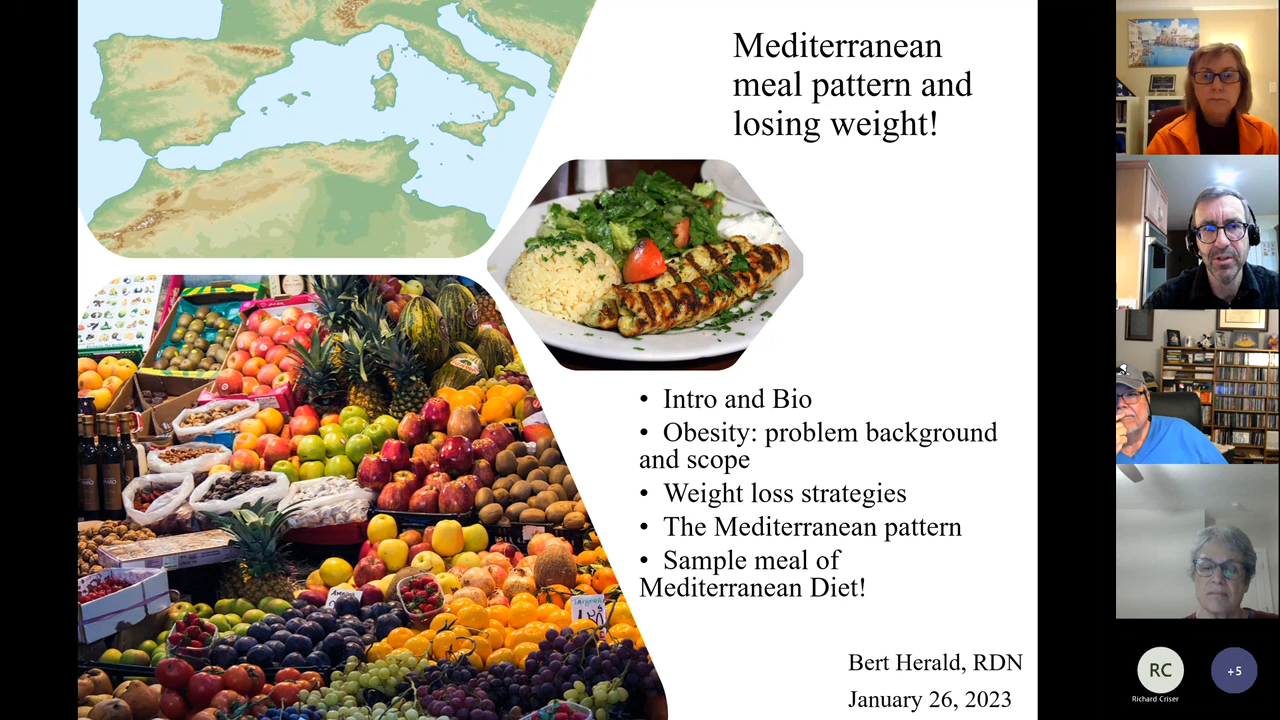 Mediterranean
meal pattern and
losing weight!
• Intro and Bio
• Obesity: problem background
and scope
• Weight loss strategies
• The Mediterranean pattern
• Sample meal of
Mediterranean Diet!
Bert Herald, RDN
January 26, 2023
RC
+5
Richard Criser